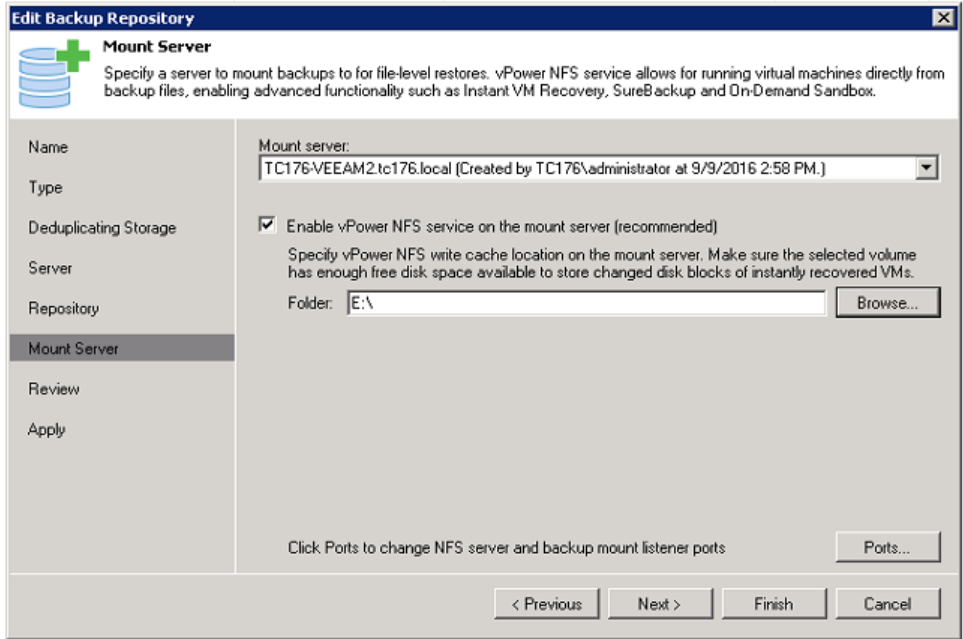 Edit Backup Repository
Mount Server
Specify a server to mount backups to for file-level restores. vPower NFS service allows for running virtual machines directly from
backup files, enabling advanced functionality such as Instant VM Recovery, SureBackup and On-Demand Sandbox.
Name
Type
Deduplicating Storage
Server
Repository
Mount Server
Review
Apply
Mount server:
TC176-VEEAM2.tc176.local (Created by TC176\administrator at 9/9/2016 2:58 PM.)
Enable vPower NFS service on the mount server (recommended)
Specify vPower NFS write cache location on the mount server. Make sure the selected volume
has enough free disk space available to store changed disk blocks of instantly recovered VMs.
Folder: E:\ Browse...
Click Ports to change NFS server and backup mount listener ports Ports...
< Previous Next > Finish Cancel